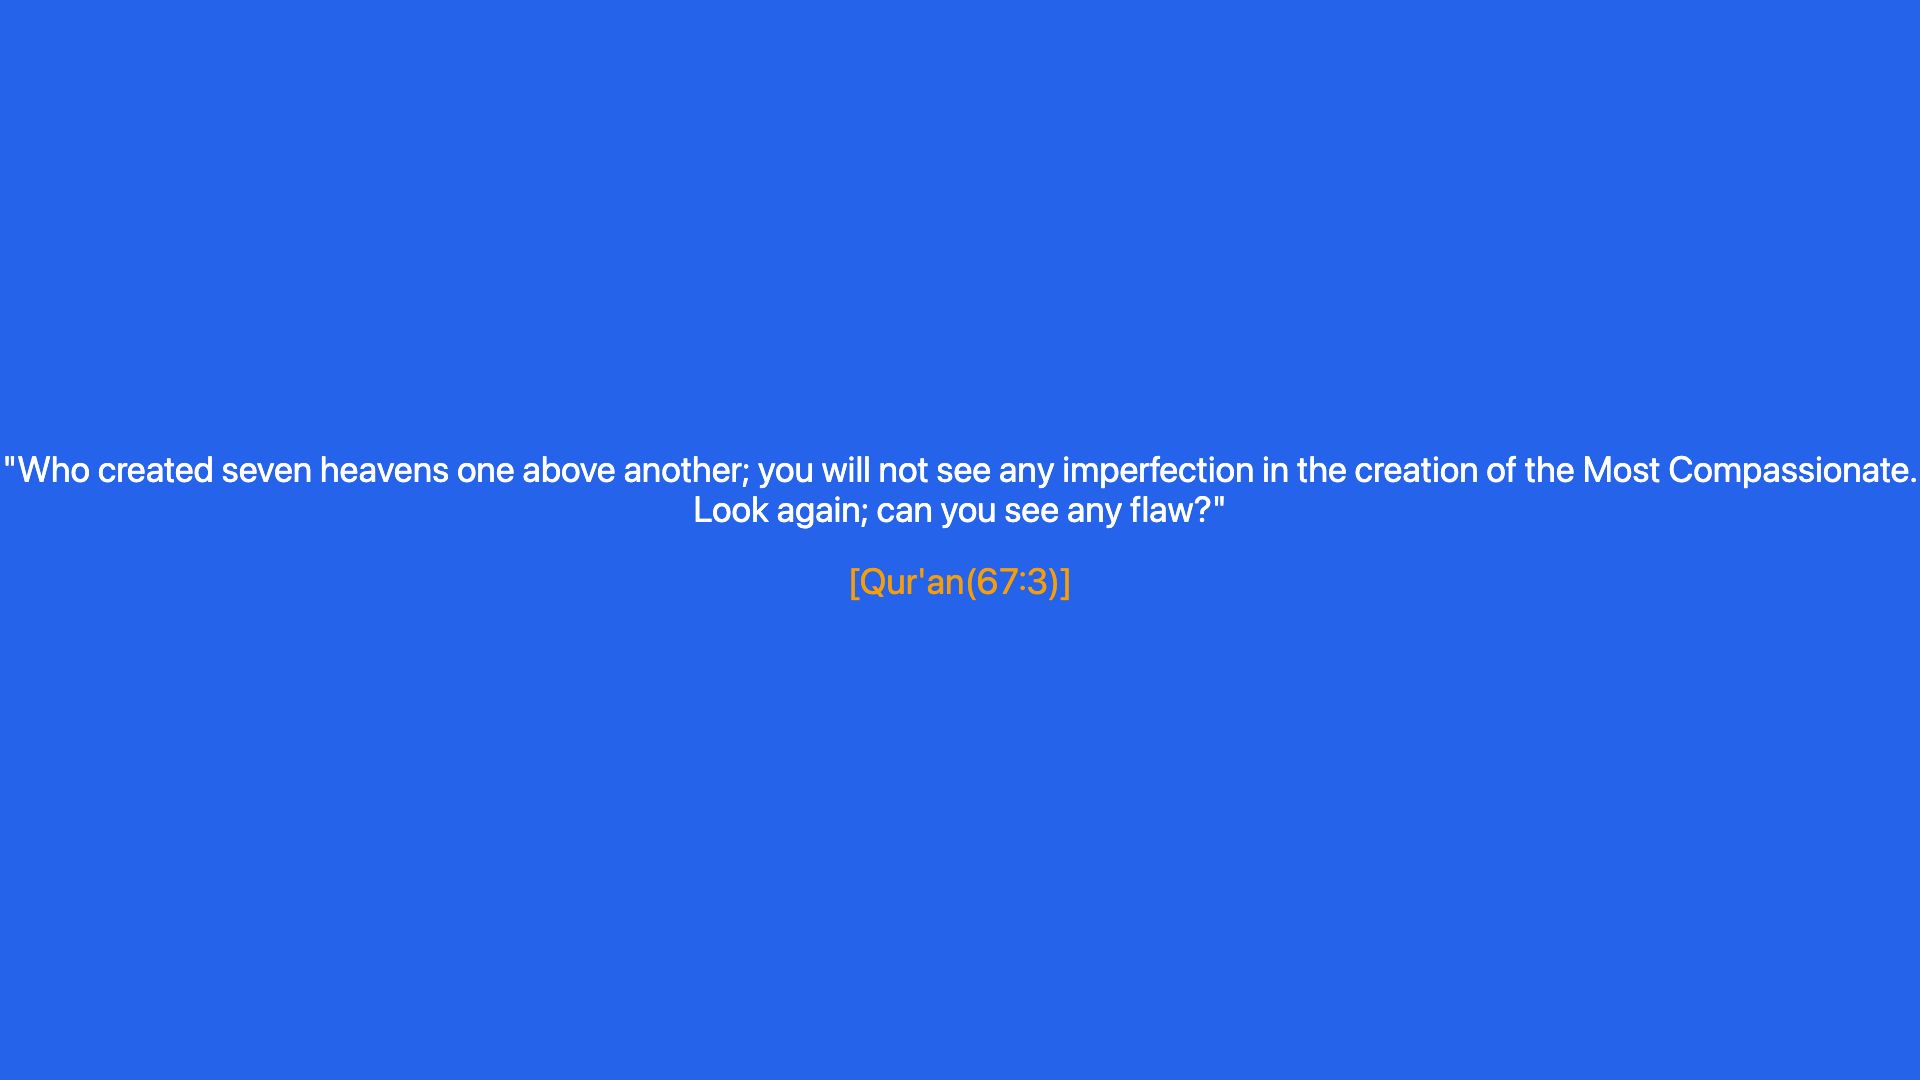 "Who created seven heavens one above another; you will not see any imperfection in the creation of the Most Compassionate.
Look again; can you see any flaw?"
[Qur'an(67:3)]